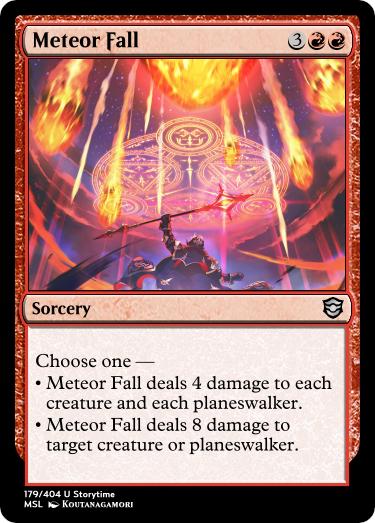 Meteor Fall 3
Sorcery
Choose one —
• Meteor Fall deals 4 damage to each
creature and each planeswalker.
• Meteor Fall deals 8 damage to
target creature or planeswalker.
179/404 U Storytime
MSL Koutanagamori